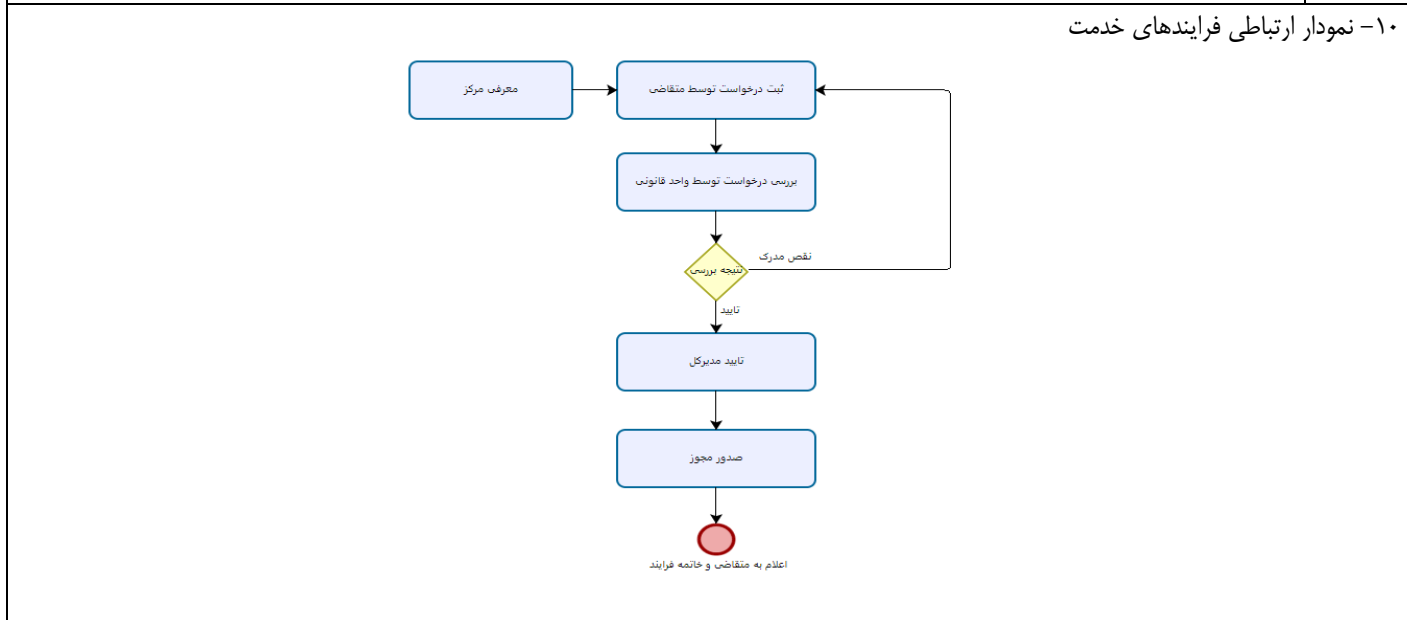 ۱۰- نمودار ارتباطی فرایندهای خدمت
معرفی مرکز
ثبت درخواست توسط متقاضی
بررسی درخواست توسط واحد قانونی
نتیجه بررسی
نقص مدرک
تایید
تایید مدیرکل
صدور مجوز
اعلام به متقاضی و خاتمه فرایند